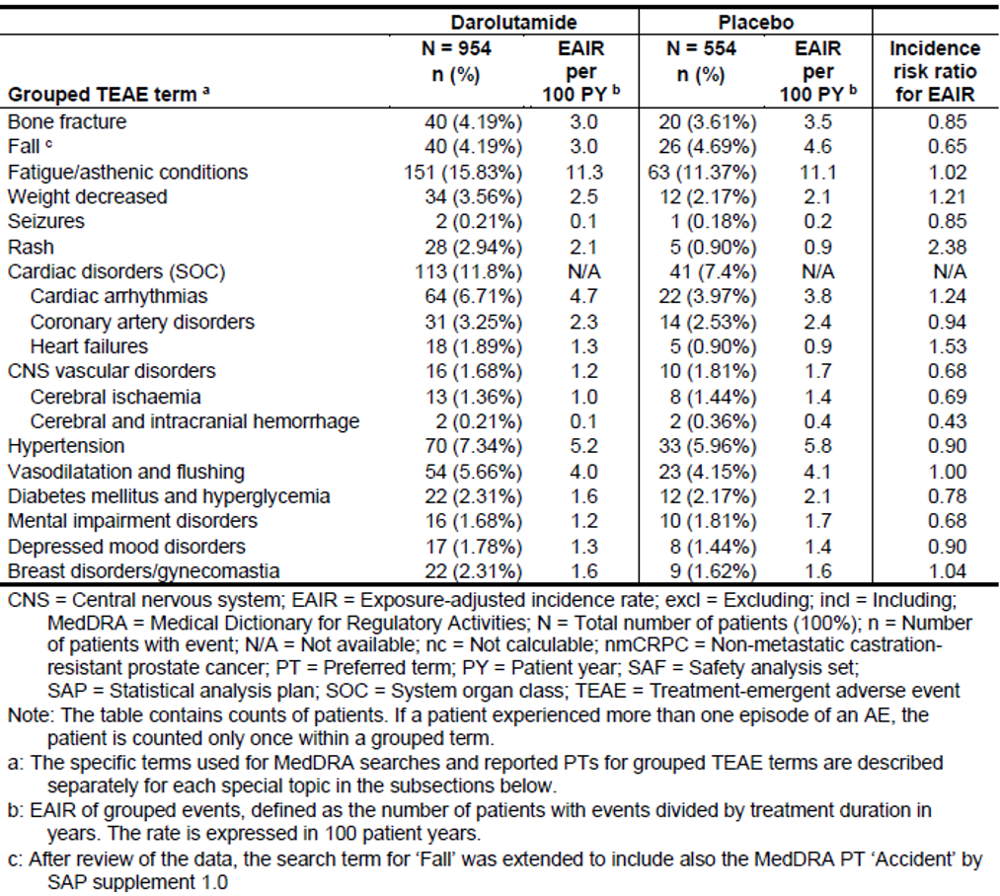 Darolutamide Placebo
N = 954 EAIR N = 554 EAIR Incidence
n (%) per n (%) per risk ratio
Grouped TEAE term a 100 PY b 100 PY b for EAIR
Bone fracture 40 (4.19%) 3.0 20 (3.61%) 3.5 0.85
Fall c 40 (4.19%) 3.0 26 (4.69%) 4.6 0.65
Fatigue/asthenic conditions 151 (15.83%) 11.3 63 (11.37%) 11.1 1.02
Weight decreased 34 (3.56%) 2.5 12 (2.17%) 2.1 1.21
Seizures 2 (0.21%) 0.1 1 (0.18%) 0.2 0.85
Rash 28 (2.94%) 2.1 5 (0.90%) 0.9 2.38
Cardiac disorders (SOC) 113 (11.8%) N/A 41 (7.4%) N/A N/A
Cardiac arrhythmias 64 (6.71%) 4.7 22 (3.97%) 3.8 1.24
Coronary artery disorders 31 (3.25%) 2.3 14 (2.53%) 2.4 0.94
Heart failures 18 (1.89%) 1.3 5 (0.90%) 0.9 1.53
CNS vascular disorders 16 (1.68%) 1.2 10 (1.81%) 1.7 0.68
Cerebral ischaemia 13 (1.36%) 1.0 8 (1.44%) 1.4 0.69
Cerebral and intracranial hemorrhage 2 (0.21%) 0.1 2 (0.36%) 0.4 0.43
Hypertension 70 (7.34%) 5.2 33 (5.96%) 5.8 0.90
Vasodilatation and flushing 54 (5.66%) 4.0 23 (4.15%) 4.1 1.00
Diabetes mellitus and hyperglycemia 22 (2.31%) 1.6 12 (2.17%) 2.1 0.78
Mental impairment disorders 16 (1.68%) 1.2 10 (1.81%) 1.7 0.68
Depressed mood disorders 17 (1.78%) 1.3 8 (1.44%) 1.4 0.90
Breast disorders/gynecomastia 22 (2.31%) 1.6 9 (1.62%) 1.6 1.04
CNS = Central nervous system; EAIR = Exposure-adjusted incidence rate; excl = Excluding; incl = Including;
MedDRA = Medical Dictionary for Regulatory Activities; N = Total number of patients (100%); n = Number
of patients with event; N/A = Not available; nc = Not calculable; nmCRPC = Non-metastatic castration-
resistant prostate cancer; PT = Preferred term; PY = Patient year; SAF = Safety analysis set;
SAP = Statistical analysis plan; SOC = System organ class; TEAE = Treatment-emergent adverse event
Note: The table contains counts of patients. If a patient experienced more than one episode of an AE, the
patient is counted only once within a grouped term.
a: The specific terms used for MedDRA searches and reported PTs for grouped TEAE terms are described
separately for each special topic in the subsections below.
b: EAIR of grouped events, defined as the number of patients with events divided by treatment duration in
years. The rate is expressed in 100 patient years.
c: After review of the data, the search term for ‘Fall’ was extended to include also the MedDRA PT ‘Accident’ by
SAP supplement 1.0